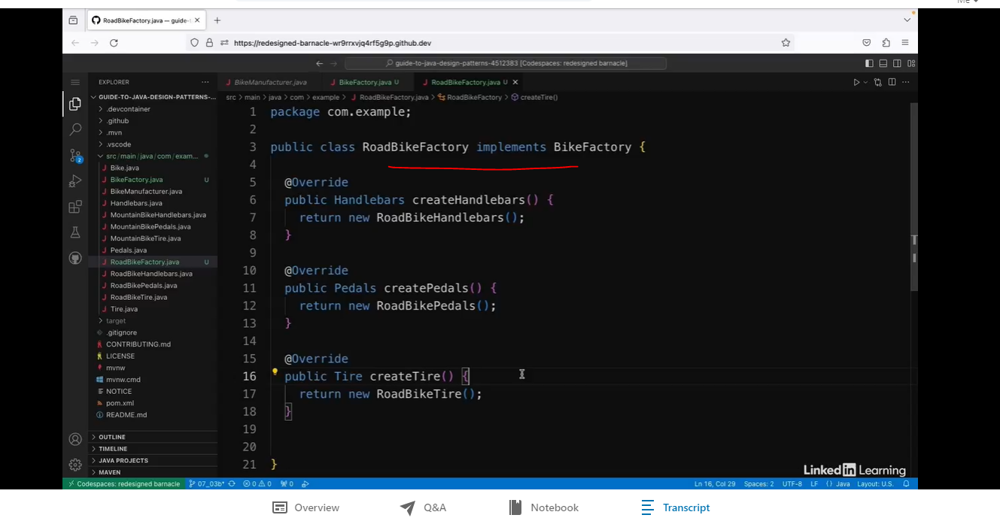 Me
RoadBikeFactory.java — guide-
https://redesigned-barnacle-wr9rrxvjq4rf5g9p.github.dev
guide-to-java-design-patterns-4512383 [Codespaces: redesigned barnacle]
EXPLORER
BikeManufacturer.java
BikeFactory.java U
RoadBikeFactory.java U
GUIDE-TO-JAVA-DESIGN-PATTERNS-...
src > main > java > com > example > RoadBikeFactory.java > RoadBikeFactory > createTire()
.devcontainer
.github
.mvn
.vscode
src/main/java/com/exam...
Bike.java
BikeFactory.java U
BikeManufacturer.java
Handlebars.java
MountainBikeHandlebars.java
MountainBikePedals.java
MountainBikeTire.java
Pedals.java
RoadBikeFactory.java U
RoadBikeHandlebars.java
RoadBikePedals.java
RoadBikeTire.java
Tire.java
target
.gitignore
CONTRIBUTING.md
LICENSE
mvnw
mvnw.cmd
NOTICE
pom.xml
README.md
OUTLINE
TIMELINE
JAVA PROJECTS
MAVEN
2
1 package com.example;
2
3 public class RoadBikeFactory implements BikeFactory {
4
5 @Override
6 public Handlebars createHandlebars() {
7 return new RoadBikeHandlebars();
8 }
9
10 @Override
11 public Pedals createPedals() {
12 return new RoadBikePedals();
13 }
14
15 @Override
16 public Tire createTire() {
17 return new RoadBikeTire();
18 }
19
20
21 }
Linked in Learning
Codespaces: redesigned barnacle 07_03b* 0 0 0 Ln 16, Col 29 Spaces: 2 UTF-8 LF {} Java Layout: U.S.
Overview Q&A Notebook Transcript